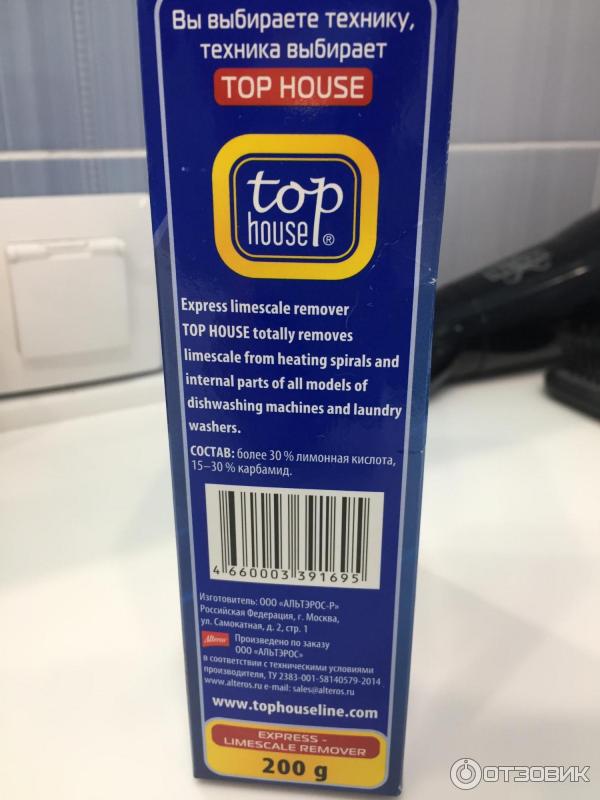 Вы выбираете технику,
техника выбирает
TOP HOUSE
top
house®
Express limescale remover
TOP HOUSE totally removes
limescale from heating spirals and
internal parts of all models of
dishwashing machines and laundry
washers.
СОСТАВ: более 30 % лимонная кислота,
15–30 % карбамид.
4 660003 391695
Изготовитель: ООО «АЛЬТЭРОС-Р»
Российская Федерация, г. Москва,
ул. Самокатная, д. 2, стр. 1
Alteros Произведено по заказу
ООО «АЛЬТЭРОС»
в соответствии с техническими условиями
производителя, ТУ 2383-001-58140579-2014
www.alteros.ru e-mail: sales@alteros.ru
www.tophouseline.com
EXPRESS -
LIMESCALE REMOVER
200 g
ОТЗОВИК